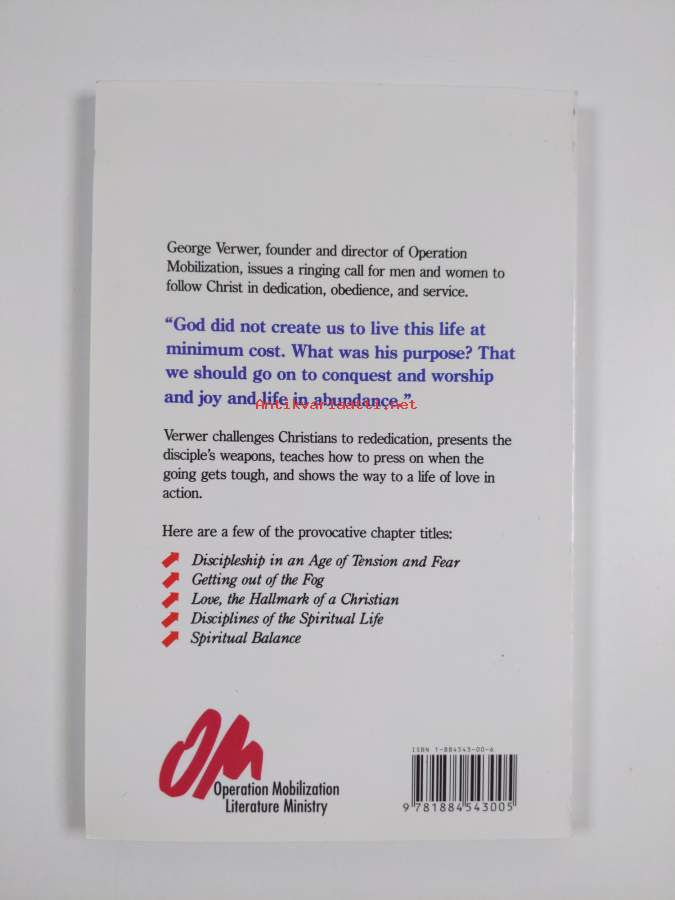 George Verwer, founder and director of Operation
Mobilization, issues a ringing call for men and women to
follow Christ in dedication, obedience, and service.
“God did not create us to live this life at
minimum cost. What was his purpose? That
we should go on to conquest and worship
and joy and life in abundance.”
Antikvariaatti.net
Verwer challenges Christians to rededication, presents the
disciple's weapons, teaches how to press on when the
going gets tough, and shows the way to a life of love in
action.
Here are a few of the provocative chapter titles:
Discipleship in an Age of Tension and Fear
Getting out of the Fog
Love, the Hallmark of a Christian
Disciplines of the Spiritual Life
Spiritual Balance
OM
Operation Mobilization
Literature Ministry
ISBN 1-884543-00-6
9 781884 543005